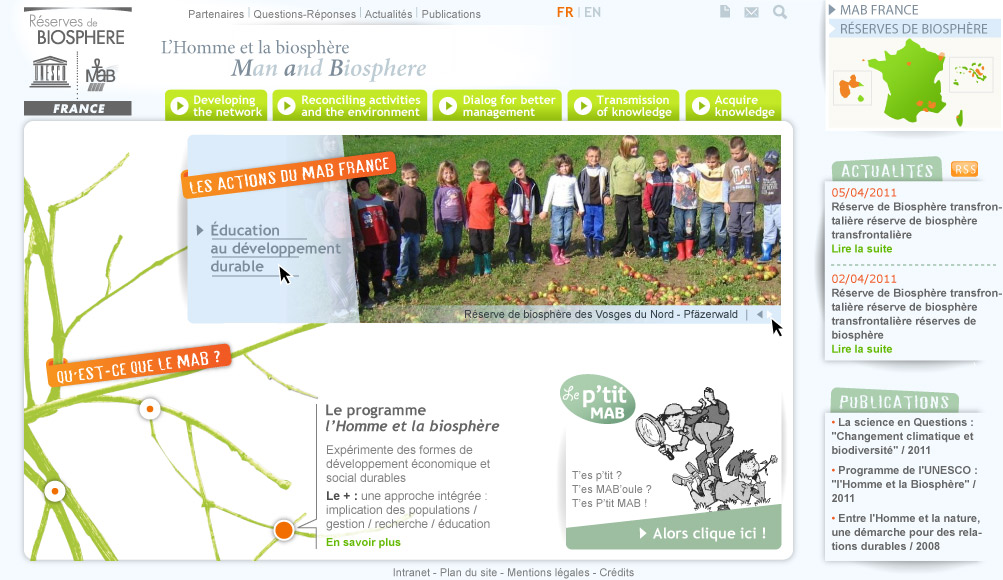 Réserves de
BIOSPHERE
UNESCO
MAB
FRANCE
Partenaires | Questions-Réponses | Actualités | Publications
FR | EN
L'Homme et la biosphère
Man and Biosphere
Developing
the network
Reconciling activities
and the environment
Dialog for better
management
Transmission
of knowledge
Acquire
knowledge
LES ACTIONS DU MAB FRANCE
Éducation
au développement
durable
Réserve de biosphère des Vosges du Nord - Pfäzerwald |
QU'EST-CE QUE LE MAB ?
Le programme
l'Homme et la biosphère
Expérimente des formes de
développement économique et
social durables
Le + : une approche intégrée :
implication des populations /
gestion / recherche / éducation
En savoir plus
Le p'tit
MAB
T'es p'tit ?
T'es MAB'oule ?
T'es P'tit MAB !
Alors clique ici !
MAB FRANCE
RÉSERVES DE BIOSPHÈRE
ACTUALITÉS
RSS
05/04/2011
Réserve de Biosphère transfron-
talière réserve de biosphère
transfrontalière
Lire la suite
02/04/2011
Réserve de Biosphère transfron-
talière réserve de biosphère
transfrontalière réserves de
biosphère
Lire la suite
PUBLICATIONS
• La science en Questions :
"Changement climatique et
biodiversité" / 2011
• Programme de l'UNESCO :
"l'Homme et la Biosphère" /
2011
• Entre l'Homme et la nature,
une démarche pour des rela-
tions durables / 2008
Intranet - Plan du site - Mentions légales - Crédits